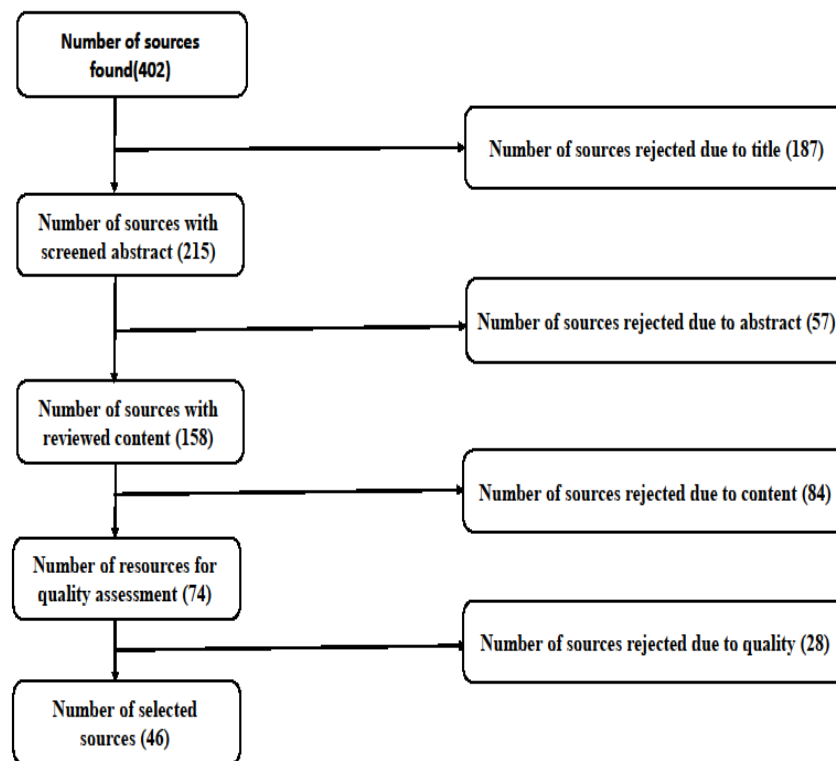 Number of sources
found(402)
Number of sources rejected due to title (187)
Number of sources with
screened abstract (215)
Number of sources rejected due to abstract (57)
Number of sources with
reviewed content (158)
Number of sources rejected due to content (84)
Number of resources for
quality assessment (74)
Number of sources rejected due to quality (28)
Number of selected
sources (46)